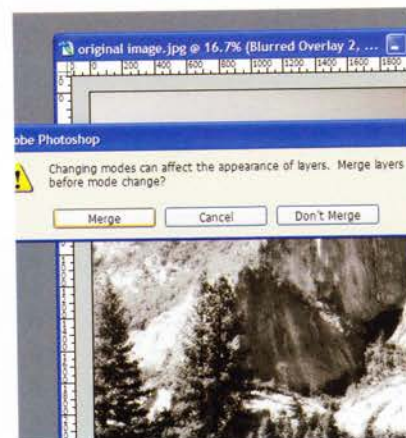 original image.jpg @ 16.7% (Blurred Overlay 2, ...
0 200 400 600 800 1000 1200 1400 1600 1800
obe Photoshop
Changing modes can affect the appearance of layers. Merge layers
before mode change?
Merge Cancel Don't Merge